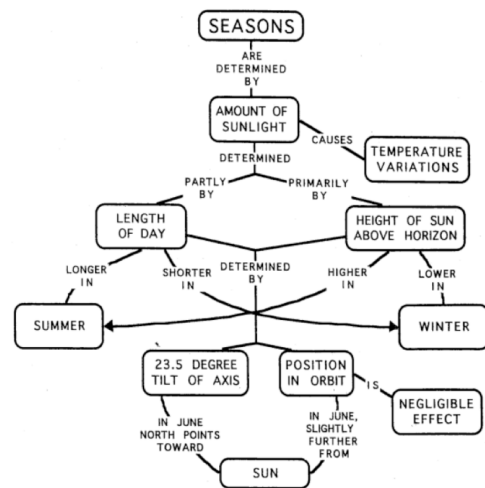 SEASONS
ARE
DETERMINED
BY
AMOUNT OF
SUNLIGHT
CAUSES
TEMPERATURE
VARIATIONS
DETERMINED
PARTLY
BY
PRIMARILY
BY
LENGTH
OF DAY
HEIGHT OF SUN
ABOVE HORIZON
LONGER
IN
SHORTER
IN
DETERMINED
BY
HIGHER
IN
LOWER
IN
SUMMER
WINTER
23.5 DEGREE
TILT OF AXIS
POSITION
IN ORBIT
IS
NEGLIGIBLE
EFFECT
IN JUNE
NORTH POINTS
TOWARD
IN JUNE,
SLIGHTLY
FURTHER
FROM
SUN